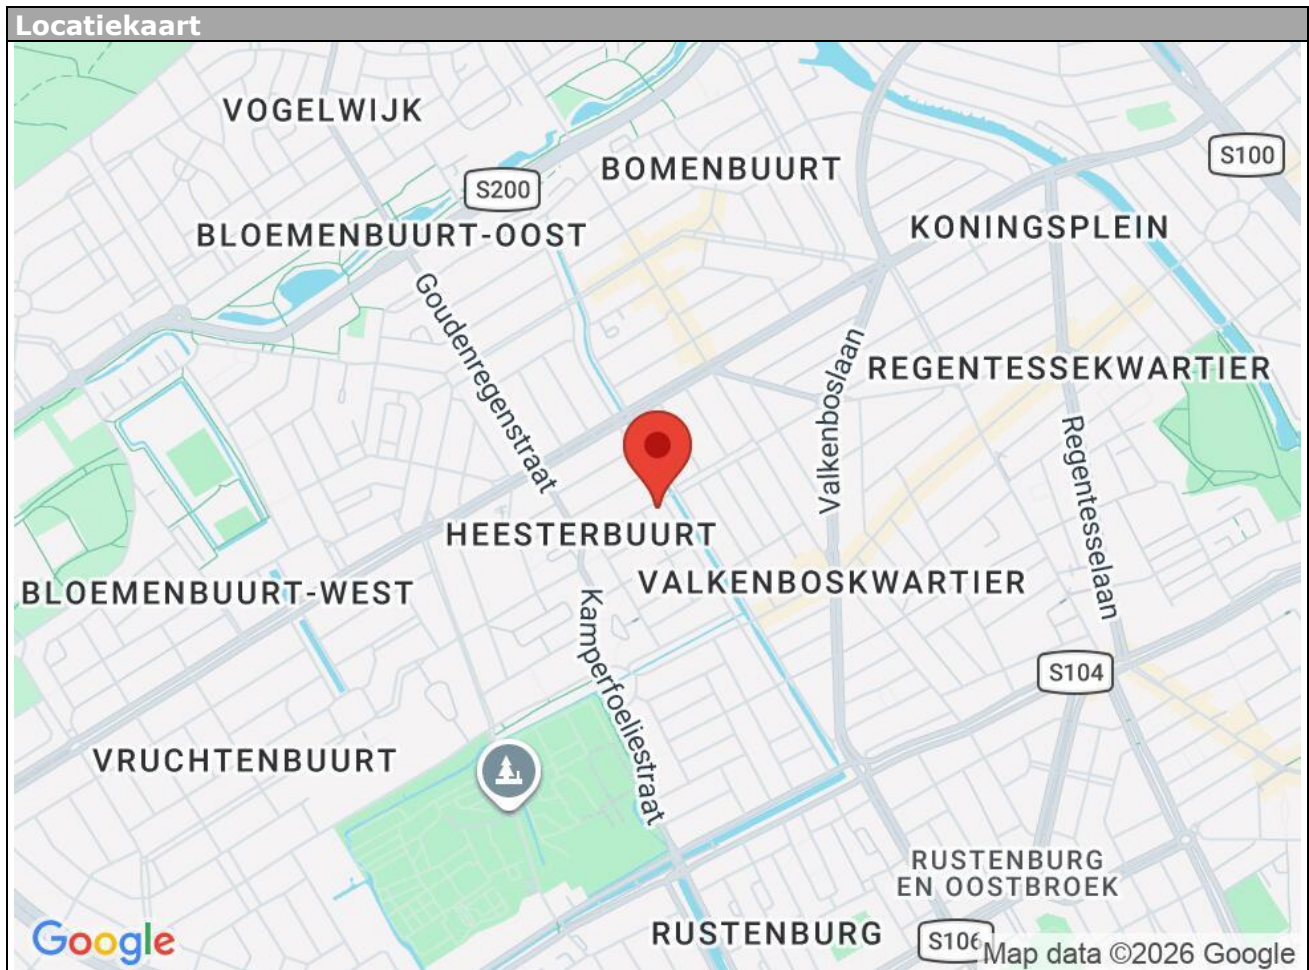 Locatiekaart
VOGELWIJK
S100
BOMENBUURT
S200
KONINGSPLEIN
BLOEMENBUURT-OOST
Goudenregenstraat
Valkenboslaan
REGENTESSEKWARTIER
Regentesselaan
HEESTERBUURT
VALKENBOSKWARTIER
BLOEMENBUURT-WEST
Kamperfoeliestraat
S104
VRUCHTENBUURT
RUSTENBURG
EN OOSTBROEK
RUSTENBURG
S106
Google
Map data ©2026 Google